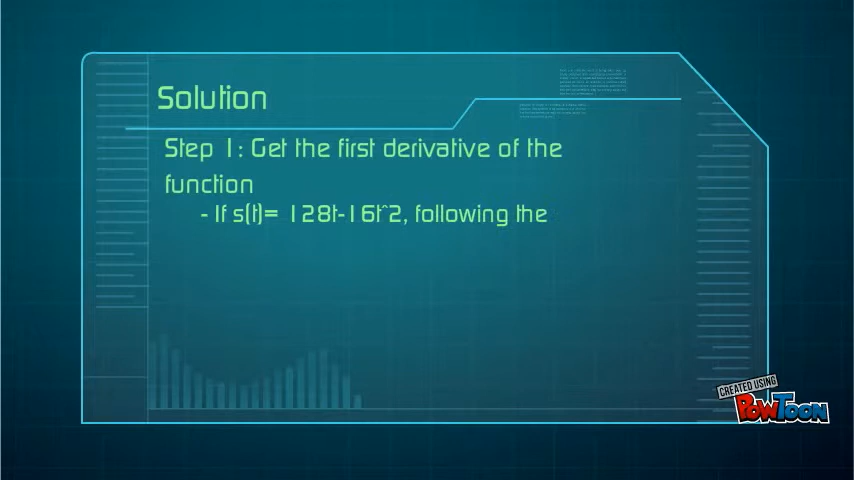 Solution
Step 1: Get the first derivative of the
function
- If s(t)= 128t-16t^2, following the
CREATED USING
POWTOON